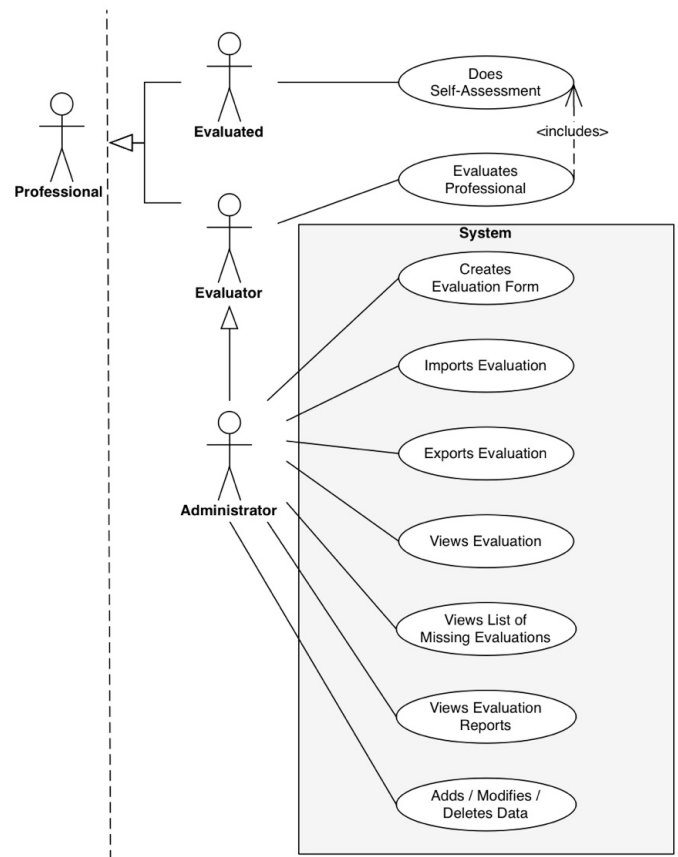 Does
Self-Assessment
Evaluated
<includes>
Professional
Evaluates
Professional
System
Evaluator
Creates
Evaluation Form
Imports Evaluation
Exports Evaluation
Administrator
Views Evaluation
Views List of
Missing Evaluations
Views Evaluation
Reports
Adds / Modifies /
Deletes Data